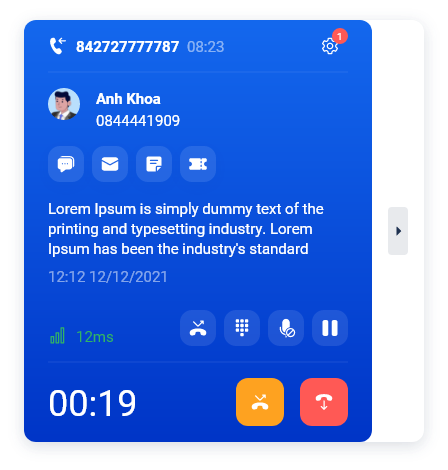 842727777787 08:23
1
Anh Khoa
0844441909
Lorem Ipsum is simply dummy text of the
printing and typesetting industry. Lorem
Ipsum has been the industry's standard
12:12 12/12/2021
12ms
00:19